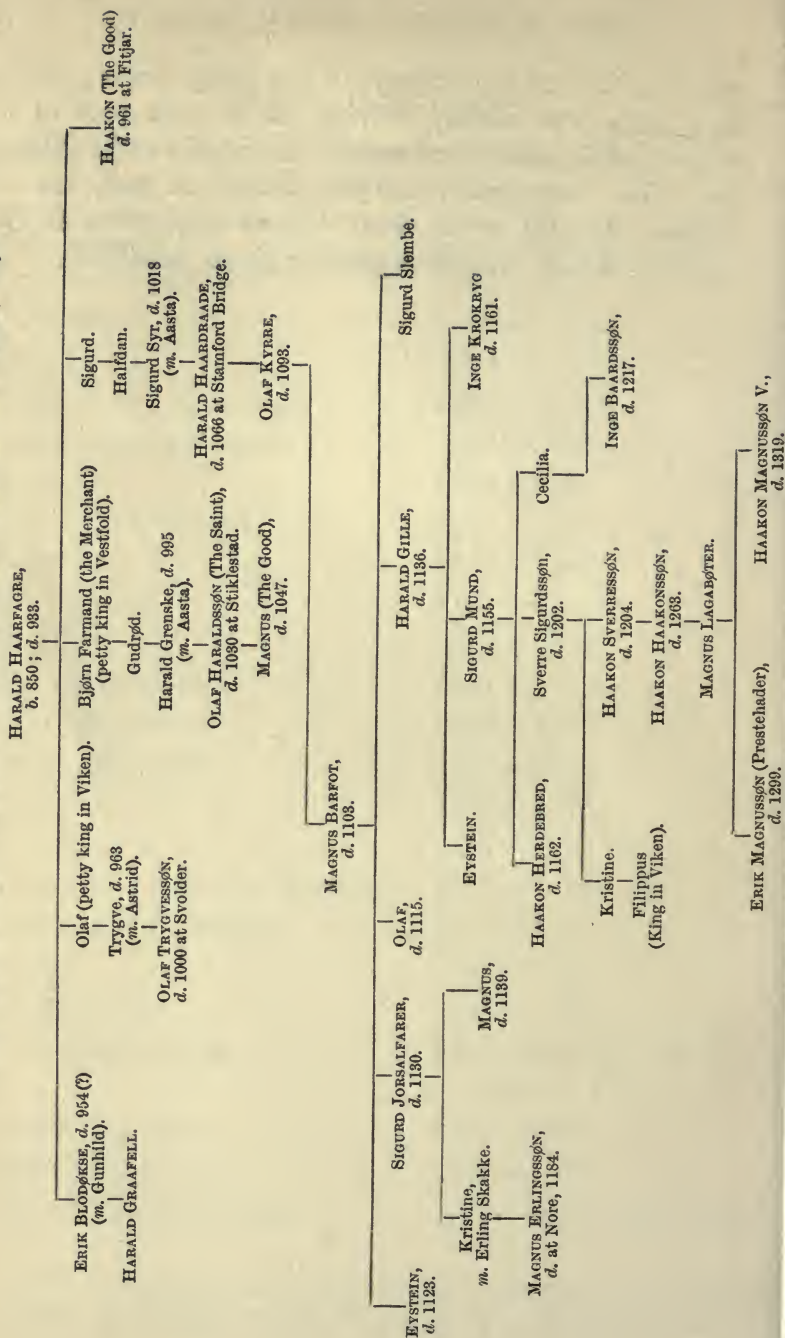 HARALD HAARFAGRE,
b. 850; d. 933.
ERIK BLODØKSE, d. 954(?)
(m. Gunhild).
HARALD GRAAFELL.
Olaf (petty king in Viken).
Trygve, d. 963
(m. Astrid).
OLAF TRYGVESSØN,
d. 1000 at Svolder.
Bjørn Farmand (the Merchant)
(petty king in Vestfold).
Gudrød.
Harald Grenske, d. 995
(m. Aasta).
OLAF HARALDSSØN (The Saint),
d. 1030 at Stiklestad.
MAGNUS (The Good),
d. 1047.
Sigurd.
Halfdan.
Sigurd Syr, d. 1018
(m. Aasta).
HARALD HAARDRAADE,
d. 1066 at Stamford Bridge.
OLAF KYRRE,
d. 1093.
HAAKON (The Good)
d. 961 at Fitjar.
MAGNUS BARFOT,
d. 1103.
EYSTEIN,
d. 1123.
SIGURD JORSALFARER,
d. 1130.
OLAF,
d. 1115.
HARALD GILLE,
d. 1136.
Sigurd Slembe.
Kristine,
m. Erling Skakke.
MAGNUS,
d. 1139.
MAGNUS ERLINGSSØN,
d. at Nore, 1184.
EYSTEIN.
SIGURD MUND,
d. 1155.
INGE KROKRYG
d. 1161.
HAAKON HERDEBRED,
d. 1162.
Sverre Sigurdssøn,
d. 1202.
Cecilia.
Kristine.
Filippus
(King in Viken).
HAAKON SVERRESSØN,
d. 1204.
INGE BAARDSSØN,
d. 1217.
HAAKON HAAKONSSØN,
d. 1263.
MAGNUS LAGABØTER.
ERIK MAGNUSSØN (Prestehader),
d. 1299.
HAAKON MAGNUSSØN V.,
d. 1319.